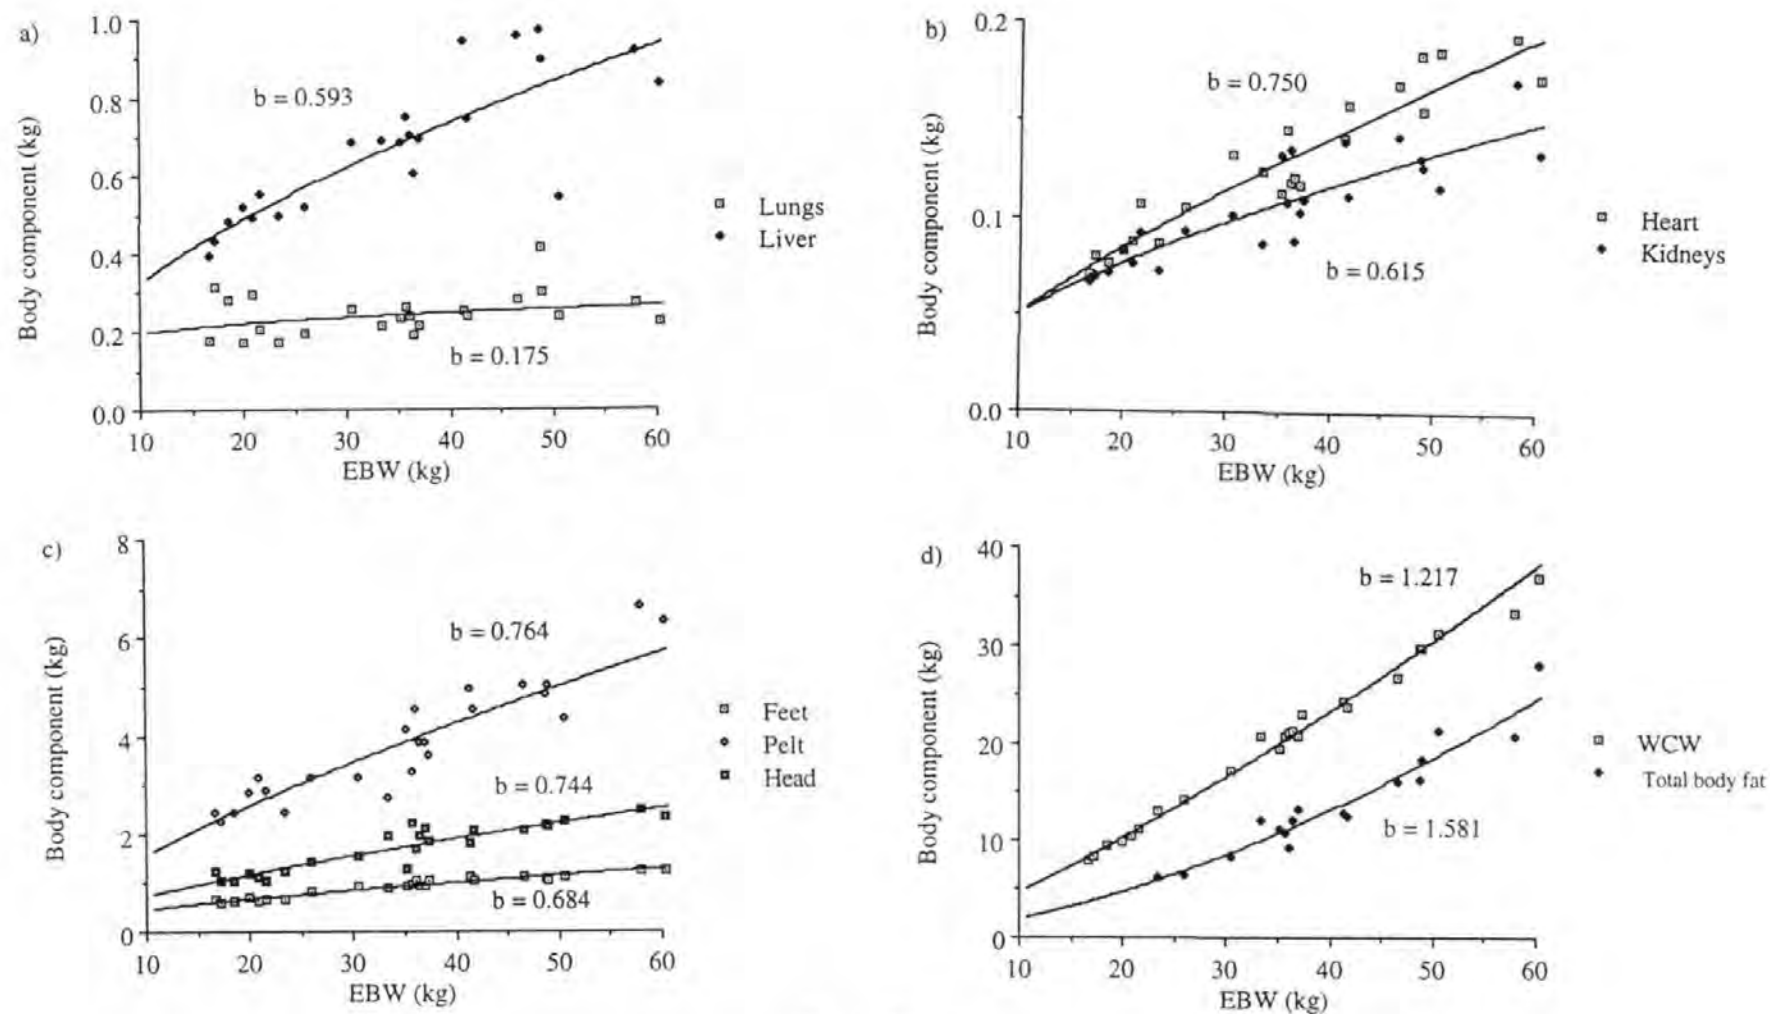 a)
Body component (kg)
1.0
0.8
0.6
0.4
0.2
0.0
b = 0.593
b = 0.175
10 20 30 40 50 60
EBW (kg)
Lungs
Liver
b)
Body component (kg)
0.2
0.1
0.0
b = 0.750
b = 0.615
10 20 30 40 50 60
EBW (kg)
Heart
Kidneys
c)
Body component (kg)
8
6
4
2
0
b = 0.764
b = 0.744
b = 0.684
10 20 30 40 50 60
EBW (kg)
Feet
Pelt
Head
d)
Body component (kg)
40
30
20
10
0
b = 1.217
b = 1.581
10 20 30 40 50 60
EBW (kg)
WCW
Total body fat